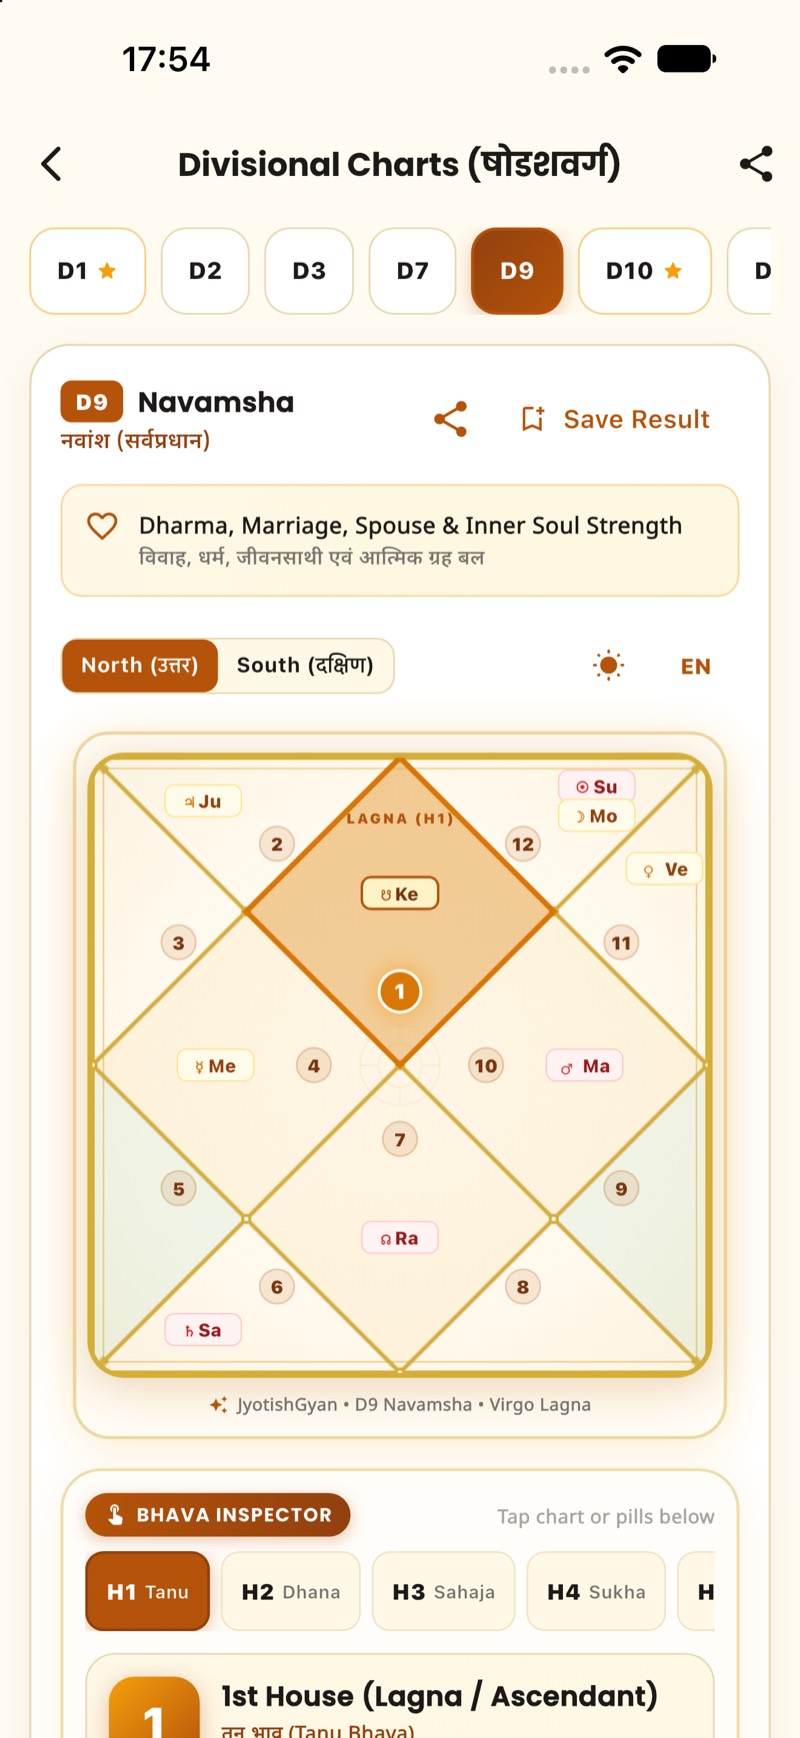 17:54
Divisional Charts (षोडशवर्ग)
D1 D2 D3 D7 D9 D10 D
D9 Navamsha
नवांश (सर्वप्रधान)
Save Result
Dharma, Marriage, Spouse & Inner Soul Strength
विवाह, धर्म, जीवनसाथी एवं आत्मिक ग्रह बल
North (उत्तर) South (दक्षिण) EN
♃ Ju
☉ Su
☽ Mo
LAGNA (H1)
2
12
♀ Ve
☋ Ke
3
11
1
☿ Me
4
10
♂ Ma
7
5
9
☊ Ra
6
8
♄ Sa
JyotishGyan • D9 Navamsha • Virgo Lagna
BHAVA INSPECTOR
Tap chart or pills below
H1 Tanu H2 Dhana H3 Sahaja H4 Sukha H
1
1st House (Lagna / Ascendant)
तनु भाव (Tanu Bhava)